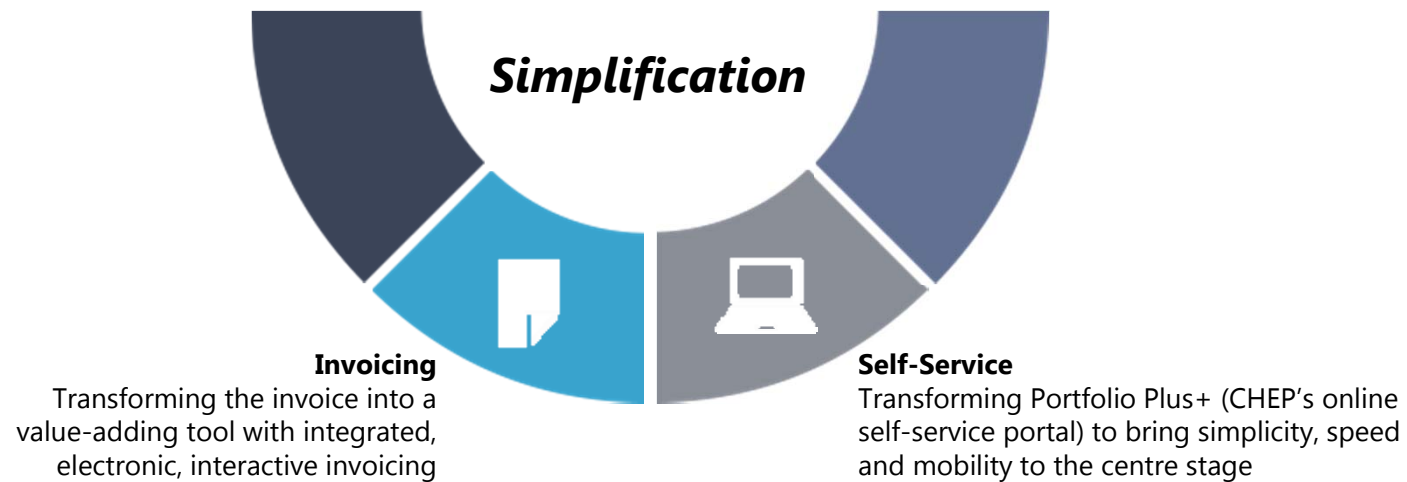 Simplification
Invoicing
Transforming the invoice into a
value-adding tool with integrated,
electronic, interactive invoicing
Self-Service
Transforming Portfolio Plus+ (CHEP’s online
self-service portal) to bring simplicity, speed
and mobility to the centre stage